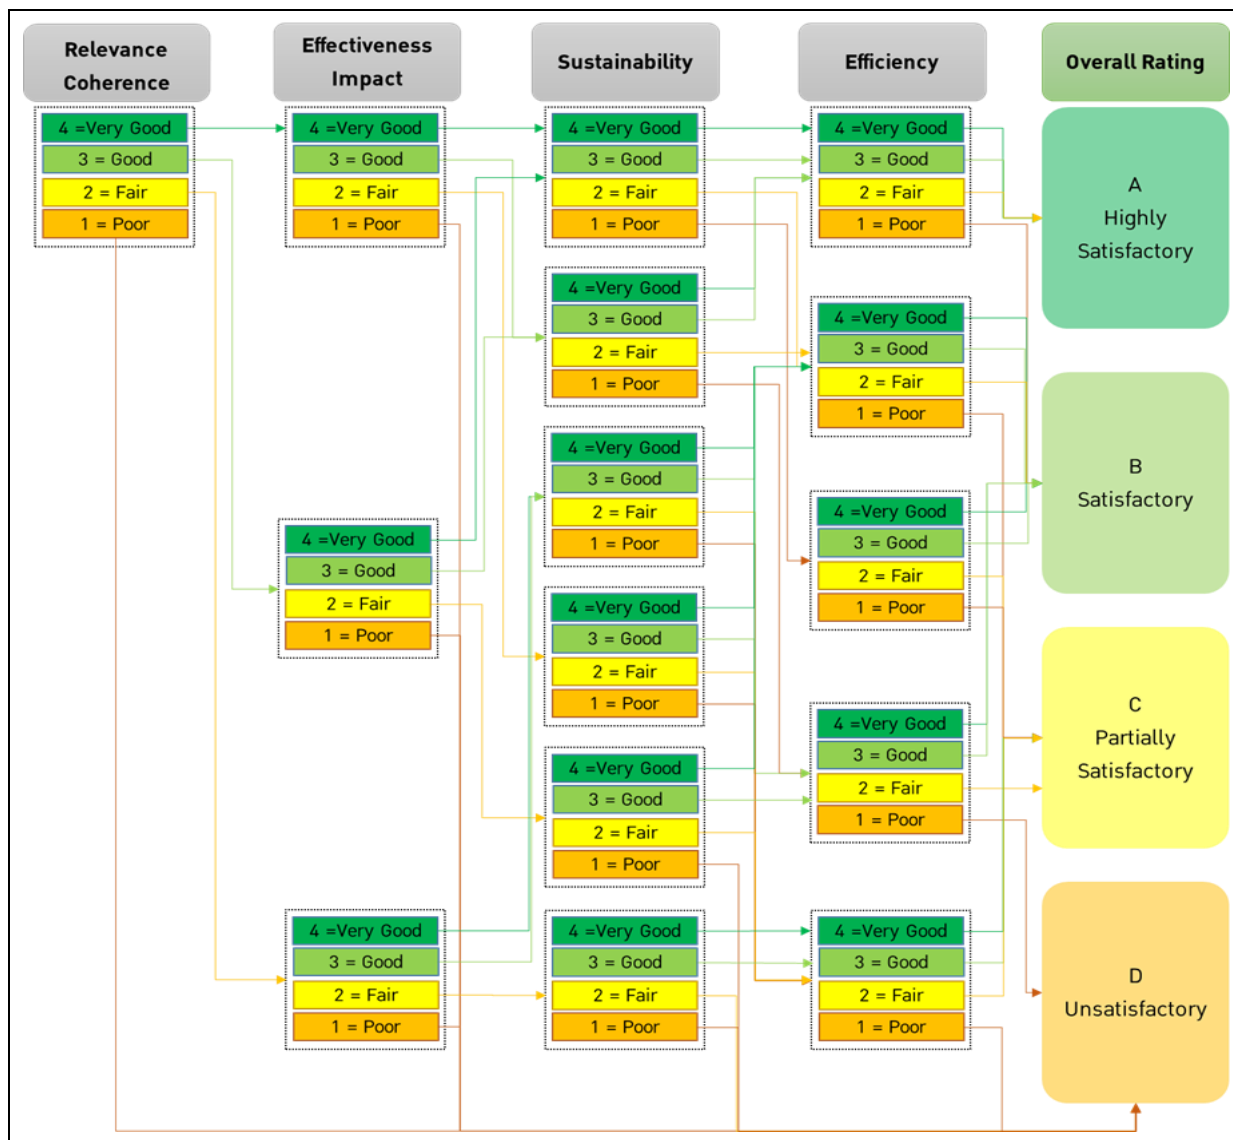 Relevance
Coherence
Effectiveness
Impact
Sustainability
Efficiency
Overall Rating
4 =Very Good
3 = Good
2 = Fair
1 = Poor
4 =Very Good
3 = Good
2 = Fair
1 = Poor
4 =Very Good
3 = Good
2 = Fair
1 = Poor
4 =Very Good
3 = Good
2 = Fair
1 = Poor
4 =Very Good
3 = Good
2 = Fair
1 = Poor
4 =Very Good
3 = Good
2 = Fair
1 = Poor
4 =Very Good
3 = Good
2 = Fair
1 = Poor
4 =Very Good
3 = Good
2 = Fair
1 = Poor
4 =Very Good
3 = Good
2 = Fair
1 = Poor
4 =Very Good
3 = Good
2 = Fair
1 = Poor
4 =Very Good
3 = Good
2 = Fair
1 = Poor
4 =Very Good
3 = Good
2 = Fair
1 = Poor
4 =Very Good
3 = Good
2 = Fair
1 = Poor
4 =Very Good
3 = Good
2 = Fair
1 = Poor
4 =Very Good
3 = Good
2 = Fair
1 = Poor
A
Highly
Satisfactory
B
Satisfactory
C
Partially
Satisfactory
D
Unsatisfactory